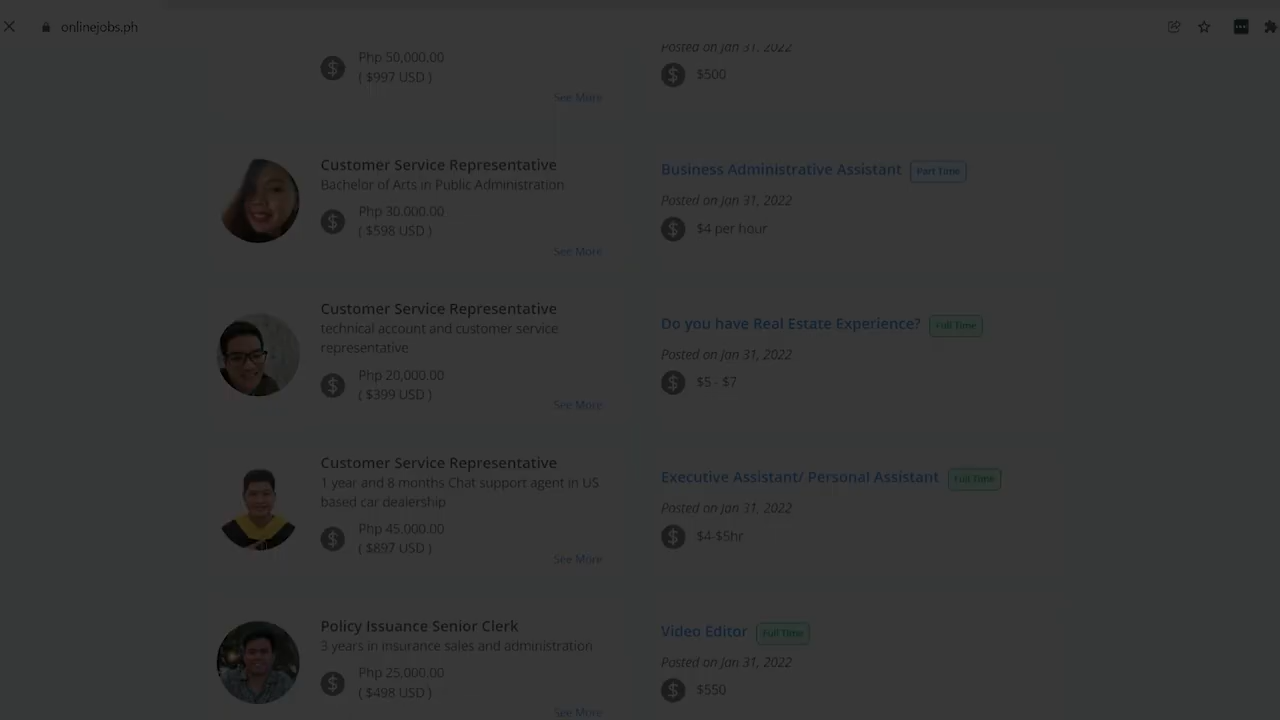 onlinejobs.ph
Php 50,000.00
( $997 USD )
See More
Customer Service Representative
Bachelor of Arts in Public Administration
Php 30,000.00
( $598 USD )
See More
Customer Service Representative
technical account and customer service
representative
Php 20,000.00
( $399 USD )
See More
Customer Service Representative
1 year and 8 months Chat support agent in US
based car dealership
Php 45,000.00
( $897 USD )
See More
Policy Issuance Senior Clerk
3 years in insurance sales and administration
Php 25,000.00
( $498 USD )
See More
Posted on Jan 31, 2022
$500
Business Administrative Assistant Part Time
Posted on Jan 31, 2022
$4 per hour
Do you have Real Estate Experience? Full Time
Posted on Jan 31, 2022
$5 - $7
Executive Assistant/ Personal Assistant Full Time
Posted on Jan 31, 2022
$4-$5hr
Video Editor Full Time
Posted on Jan 31, 2022
$550